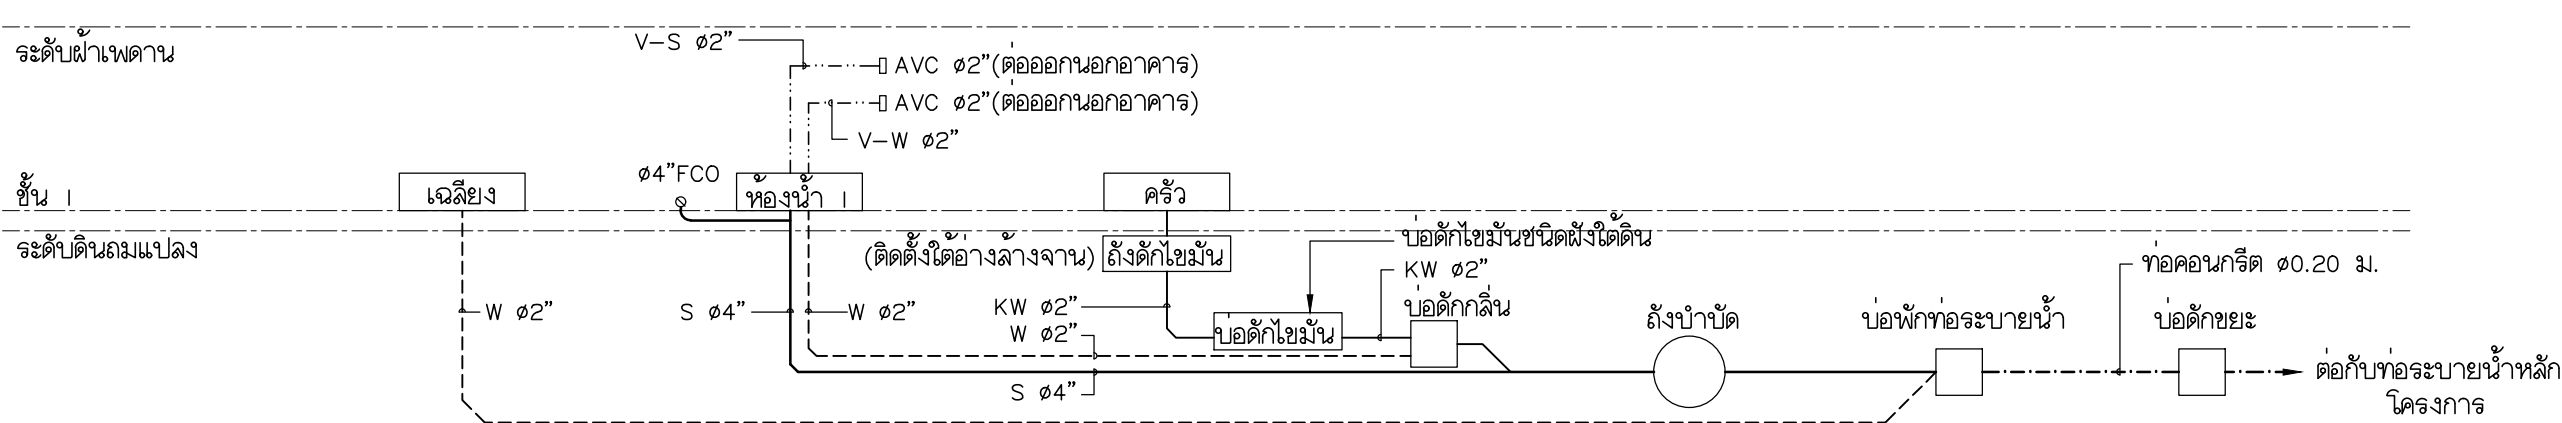 ระดับฝ้าเพดาน
V-S ø2"
AVC ø2"(ต่อออกนอกอาคาร)
AVC ø2"(ต่อออกนอกอาคาร)
V-W ø2"
ø4"FCO
ชั้น 1
เฉลียง
ห้องน้ำ 1
ครัว
ระดับดินถมแปลง
(ติดตั้งใต้อ่างล้างจาน)
ถังดักไขมัน
บ่อดักไขมันชนิดฝังใต้ดิน
KW ø2"
ท่อคอนกรีต ø0.20 ม.
W ø2"
S ø4"
W ø2"
KW ø2"
W ø2"
บ่อดักไขมัน
บ่อดักกลิ่น
ถังบำบัด
บ่อพักท่อระบายน้ำ
บ่อดักขยะ
S ø4"
ต่อกับท่อระบายน้ำหลัก
โครงการ